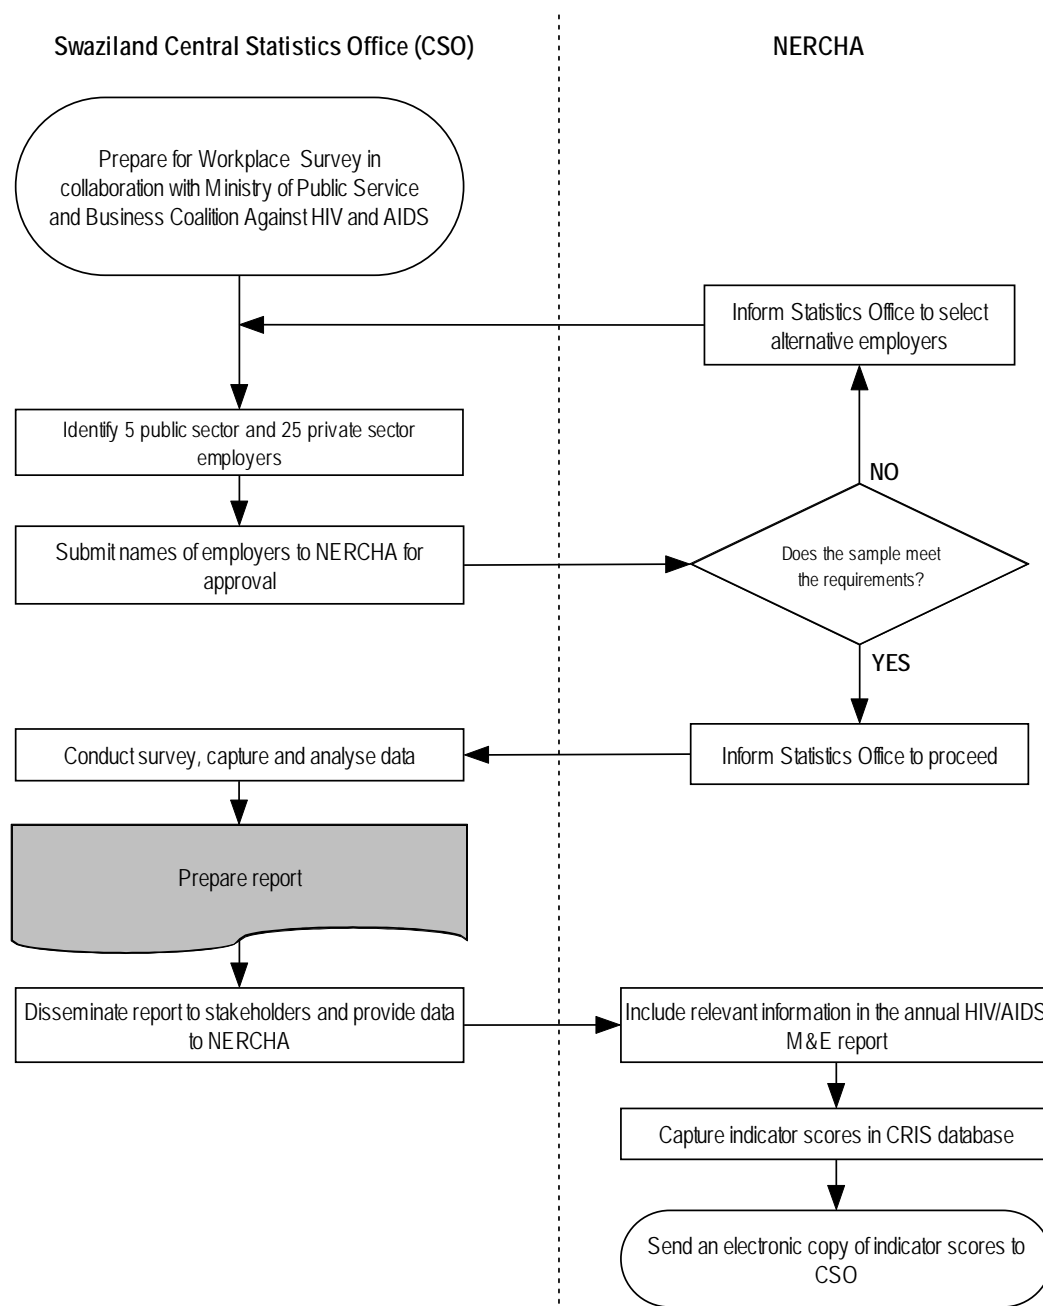 Swaziland Central Statistics Office (CSO)
NERCHA
Prepare for Workplace Survey in
collaboration with Ministry of Public Service
and Business Coalition Against HIV and AIDS
Inform Statistics Office to select
alternative employers
Identify 5 public sector and 25 private sector
employers
NO
Submit names of employers to NERCHA for
approval
Does the sample meet
the requirements?
YES
Conduct survey, capture and analyse data
Inform Statistics Office to proceed
Prepare report
Disseminate report to stakeholders and provide data
to NERCHA
Include relevant information in the annual HIV/AIDS
M&E report
Capture indicator scores in CRIS database
Send an electronic copy of indicator scores to
CSO